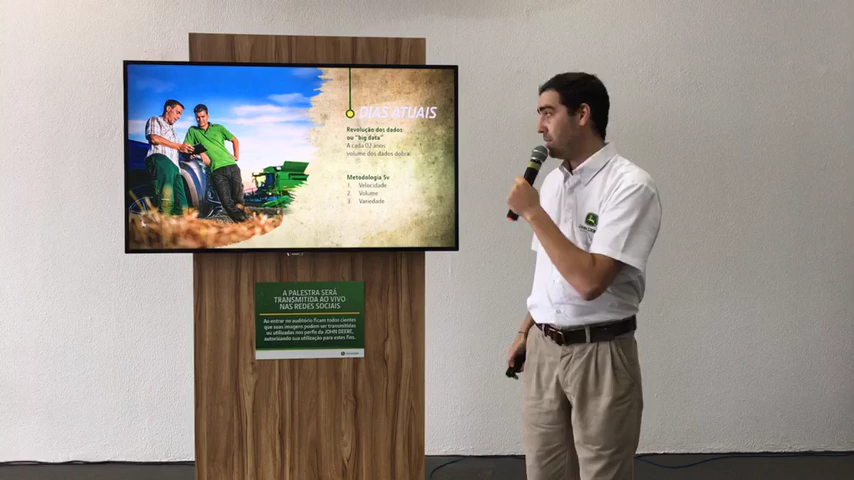 DIAS ATUAIS
Revolução dos dados
ou "big data"
A cada 02 anos
volume dos dados dobra.
Metodologia 5v
1. Velocidade
2. Volume
3. Variedade
A PALESTRA SERÁ
TRANSMITIDA AO VIVO
NAS REDES SOCIAIS
Ao entrar no auditório ficam todos cientes
que suas imagens podem ser transmitidas
ou utilizadas nos perfis da JOHN DEERE,
autorizando sua utilização para estes fins.
JOHN DEERE